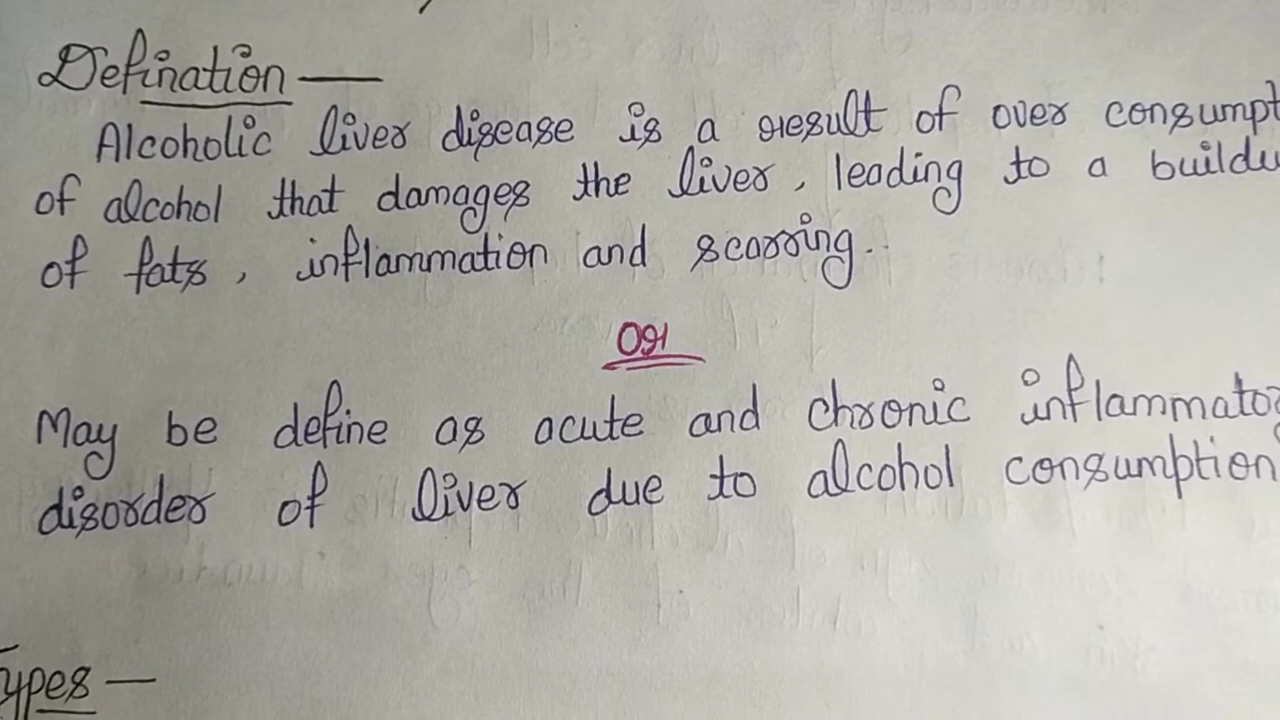 Defination —
Alcoholic liver disease is a result of over consumpt
of alcohol that damages the liver, leading to a buildu
of fats, inflammation and scarring.
Or
May be define as acute and chronic inflammato
disorder of liver due to alcohol consumption
Types —